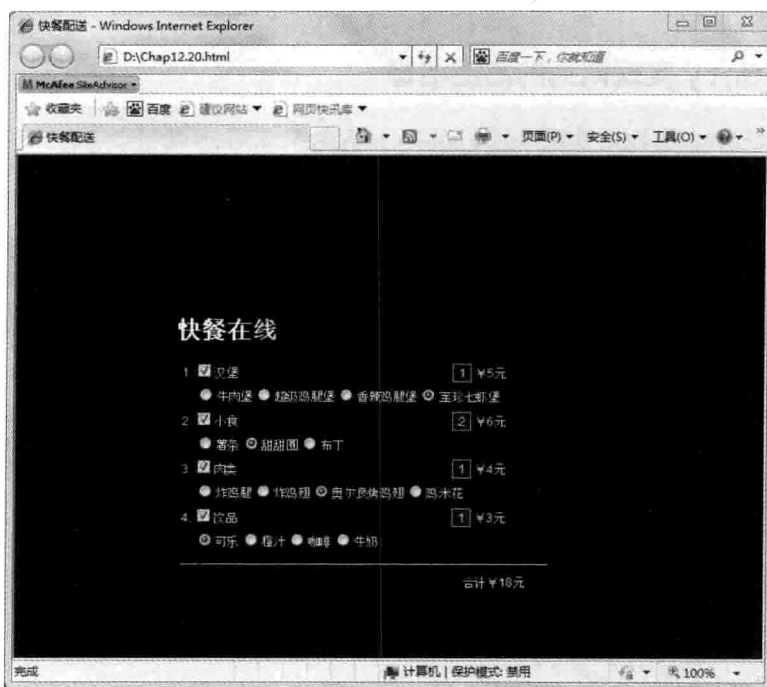 快餐配送 - Windows Internet Explorer
D:\Chap12.20.html
百度一下，你就知道
McAfee SiteAdvisor
收藏夹 百度 建议网站 网页快讯库
快餐配送 页面(P) 安全(S) 工具(O) »
快餐在线
1. 汉堡 1 ¥5元
牛肉堡 超级鸡腿堡 香辣鸡腿堡 至珍七虾堡
2. 小食 2 ¥6元
薯条 甜甜圈 布丁
3. 肉类 1 ¥4元
炸鸡腿 炸鸡翅 奥尔良烤鸡翅 鸡米花
4. 饮品 1 ¥3元
可乐 橙汁 咖啡 牛奶
合计¥18元
完成 计算机 | 保护模式: 禁用 100%